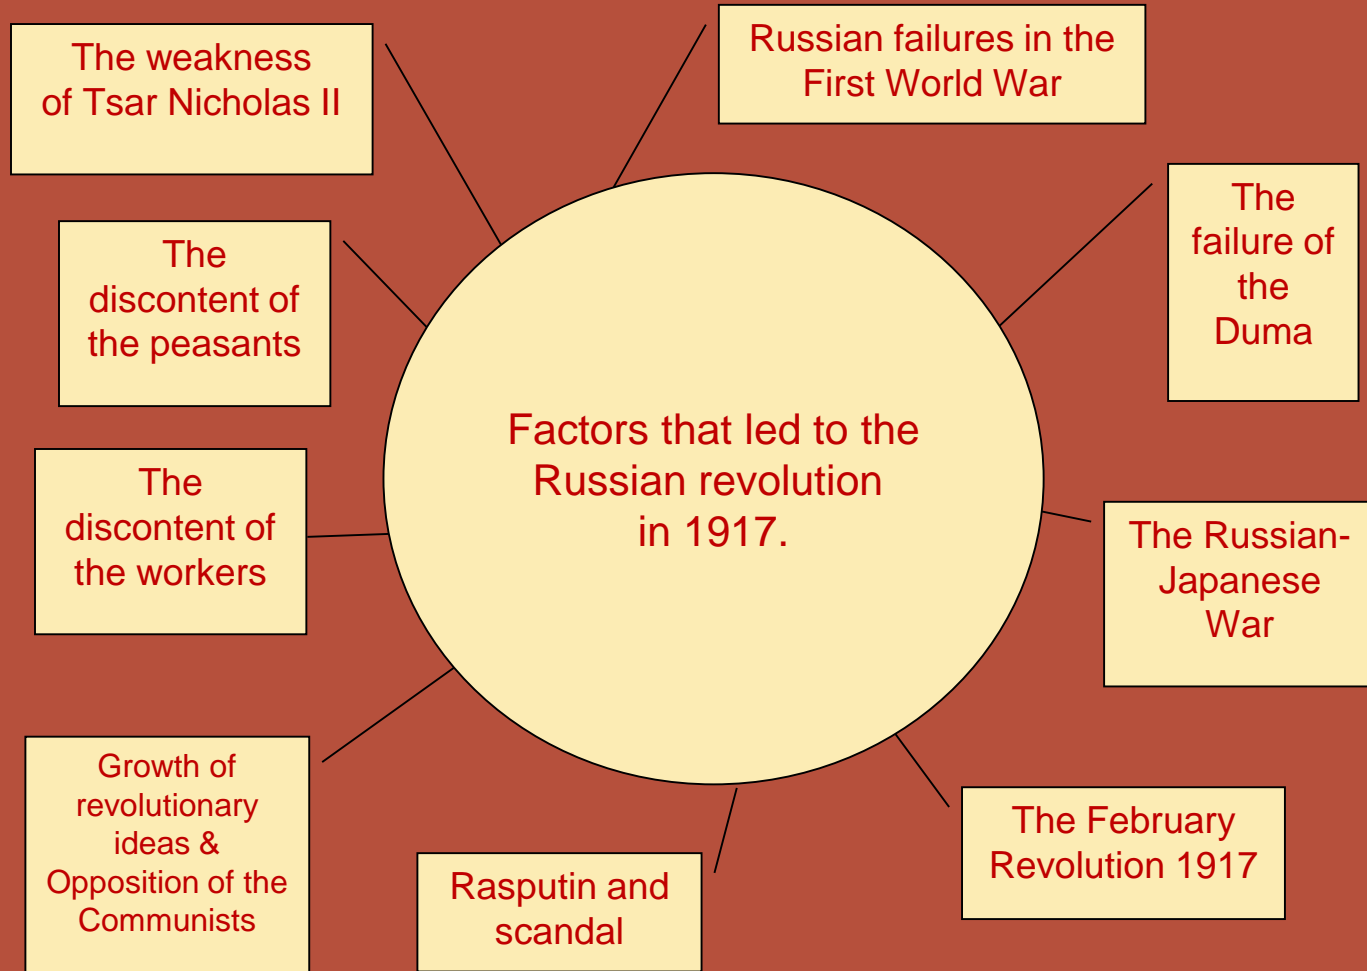 The weakness
of Tsar Nicholas II
Russian failures in the
First World War
The
failure of
the
Duma
The
discontent of
the peasants
Factors that led to the
Russian revolution
in 1917.
The
discontent of
the workers
The Russian-
Japanese
War
Growth of
revolutionary
ideas &
Opposition of the
Communists
Rasputin and
scandal
The February
Revolution 1917